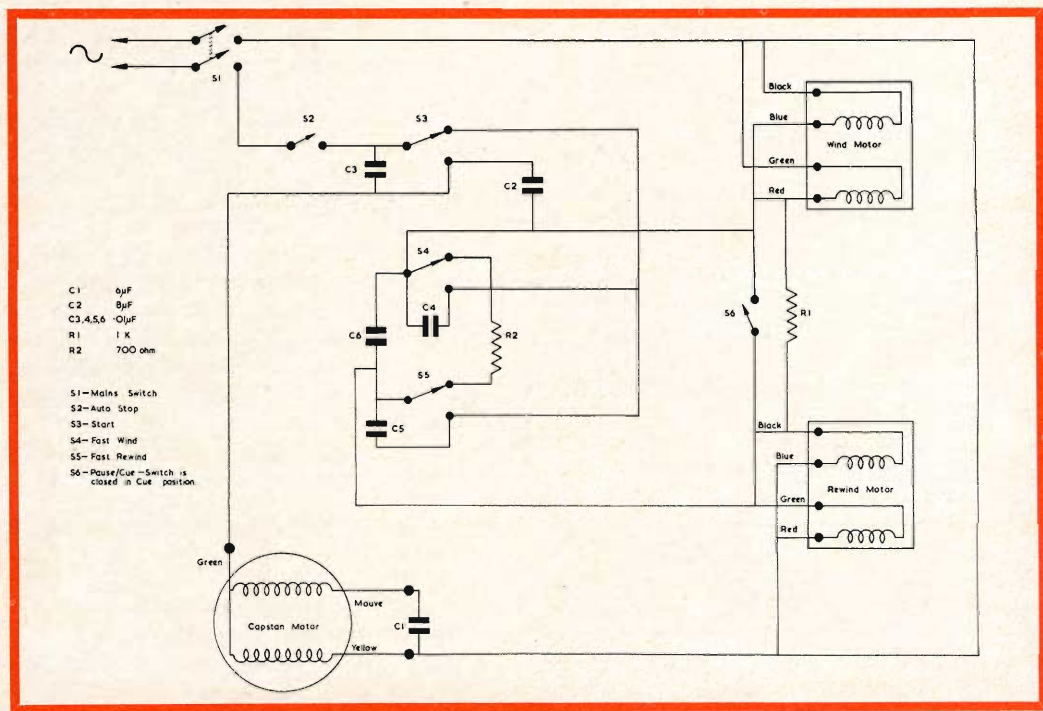 S1
S2
S3
C3
C2
Black
Blue
Wind Motor
Green
Red
S4
C4
C6
R2
S5
C5
S6
R1
C1 6µF
C2 8µF
C3,4,5,6 ·01µF
R1 1 K
R2 700 ohm
S1-Mains Switch
S2-Auto Stop
S3-Start
S4-Fast Wind
S5-Fast Rewind
S6-Pause/Cue-Switch is
closed in Cue position.
Black
Blue
Rewind Motor
Green
Red
Green
Mauve
Capstan Motor
C1
Yellow